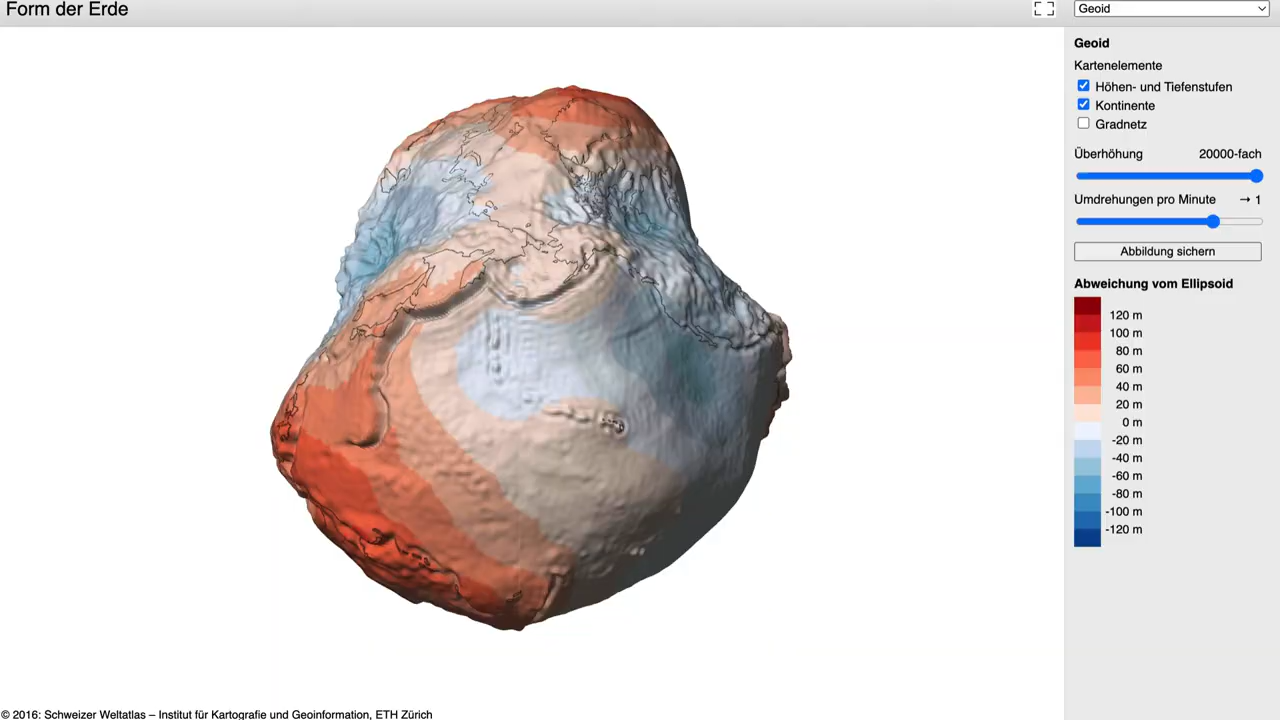 Form der Erde
Geoid
Geoid
Kartenelemente
Höhen- und Tiefenstufen
Kontinente
Gradnetz
Überhöhung 20000-fach
Umdrehungen pro Minute → 1
Abbildung sichern
Abweichung vom Ellipsoid
120 m
100 m
80 m
60 m
40 m
20 m
0 m
-20 m
-40 m
-60 m
-80 m
-100 m
-120 m
© 2016: Schweizer Weltatlas – Institut für Kartografie und Geoinformation, ETH Zürich